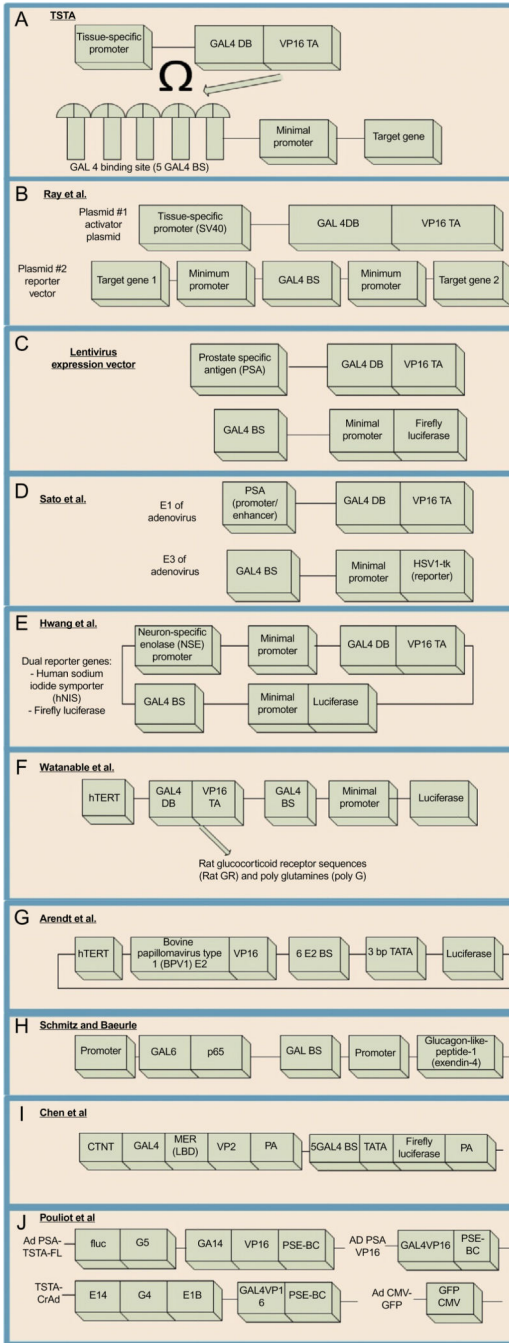 A
TSTA
Tissue-specific
promoter
GAL4 DB
VP16 TA
Ω
GAL 4 binding site (5 GAL4 BS)
Minimal
promoter
Target gene
B
Ray et al.
Plasmid #1
activator
plasmid
Tissue-specific
promoter (SV40)
GAL 4DB
VP16 TA
Plasmid #2
reporter
vector
Target gene 1
Minimum
promoter
GAL4 BS
Minimum
promoter
Target gene 2
C
Lentivirus
expression vector
Prostate specific
antigen (PSA)
GAL4 DB
VP16 TA
GAL4 BS
Minimal
promoter
Firefly
luciferase
D
Sato et al.
E1 of
adenovirus
PSA
(promoter/
enhancer)
GAL4 DB
VP16 TA
E3 of
adenovirus
GAL4 BS
Minimal
promoter
HSV1-tk
(reporter)
E
Hwang et al.
Dual reporter genes:
- Human sodium
iodide symporter
(hNIS)
- Firefly luciferase
Neuron-specific
enolase (NSE)
promoter
Minimal
promoter
GAL4 DB
VP16 TA
GAL4 BS
Minimal
promoter
Luciferase
F
Watanable et al.
hTERT
GAL4
DB
VP16
TA
GAL4
BS
Minimal
promoter
Luciferase
Rat glucocorticoid receptor sequences
(Rat GR) and poly glutamines (poly G)
G
Arendt et al.
hTERT
Bovine
papillomavirus type
1 (BPV1) E2
VP16
6 E2 BS
3 bp TATA
Luciferase
H
Schmitz and Baeurle
Promoter
GAL6
p65
GAL BS
Promoter
Glucagon-like-
peptide-1
(exendin-4)
I
Chen et al
CTNT
GAL4
MER
(LBD)
VP2
PA
5GAL4 BS
TATA
Firefly
luciferase
PA
J
Pouliot et al
Ad PSA-
TSTA-FL
fluc
G5
GA14
VP16
PSE-BC
AD PSA
VP16
GAL4VP16
PSE-
BC
TSTA-
CrAd
E14
G4
E1B
GAL4VP1
6
PSE-BC
Ad CMV-
GFP
GFP
CMV